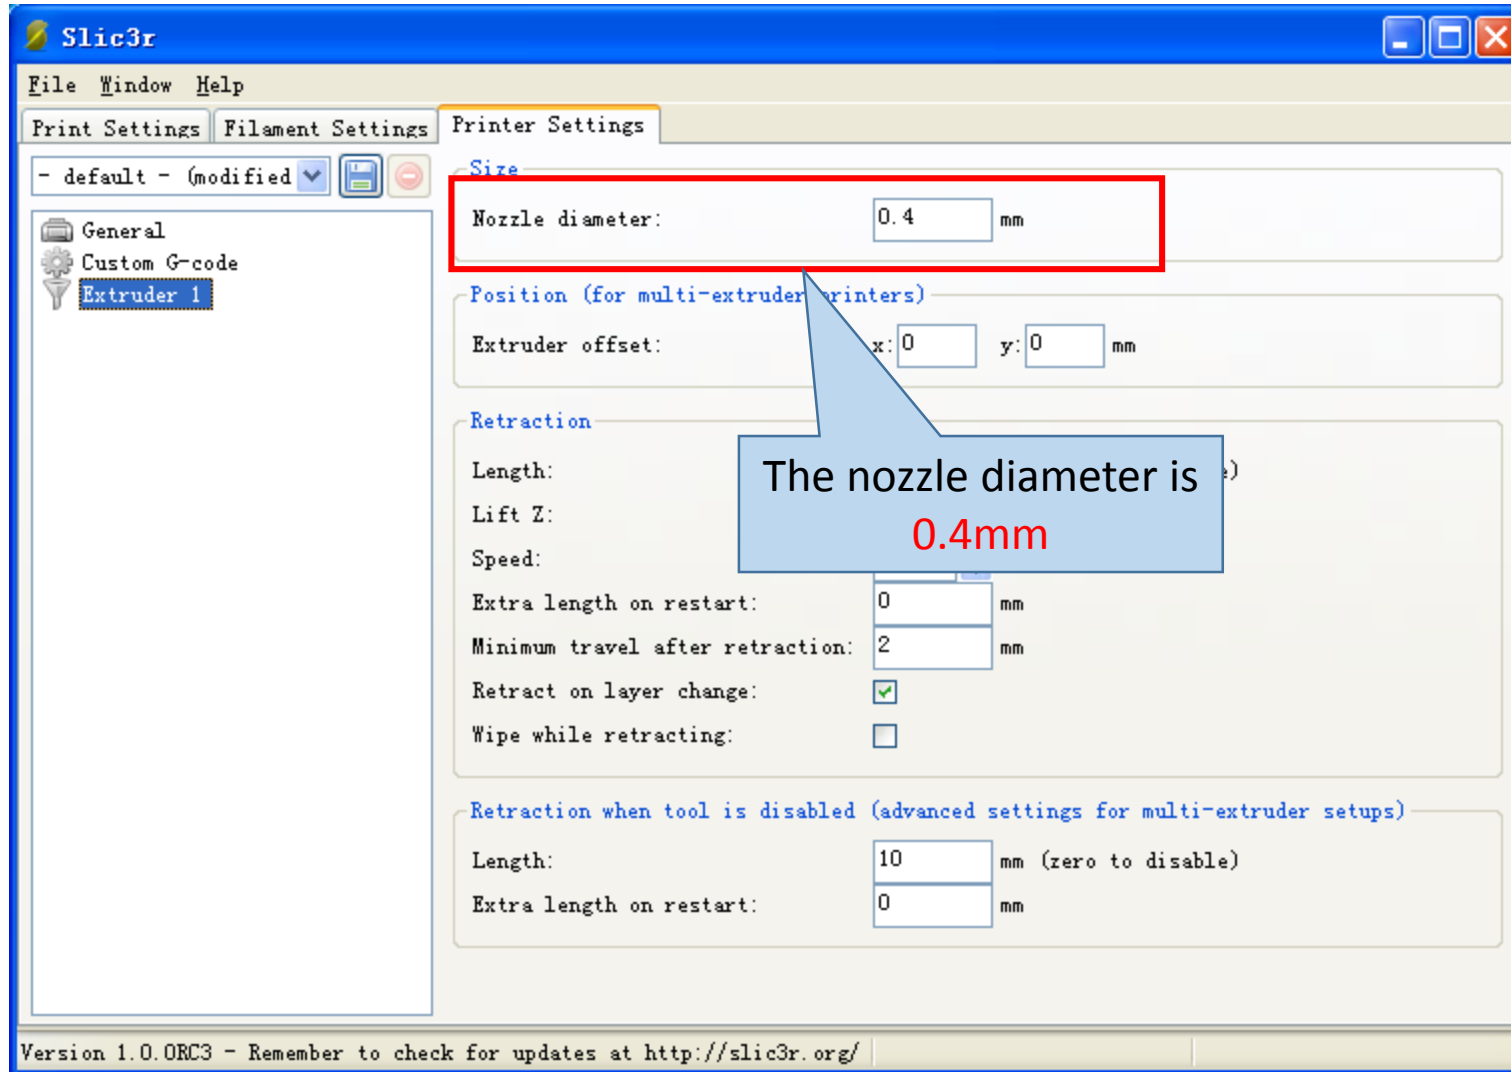 Slic3r
File Window Help
Print Settings Filament Settings Printer Settings
- default - (modified
General
Custom G-code
Extruder 1
Size
Nozzle diameter: 0.4 mm
Position (for multi-extruder printers)
Extruder offset: x: 0 y: 0 mm
Retraction
Length:
Lift Z:
Speed:
The nozzle diameter is
0.4mm
Extra length on restart: 0 mm
Minimum travel after retraction: 2 mm
Retract on layer change:
Wipe while retracting:
Retraction when tool is disabled (advanced settings for multi-extruder setups)
Length: 10 mm (zero to disable)
Extra length on restart: 0 mm
Version 1.0.0RC3 - Remember to check for updates at http://slic3r.org/